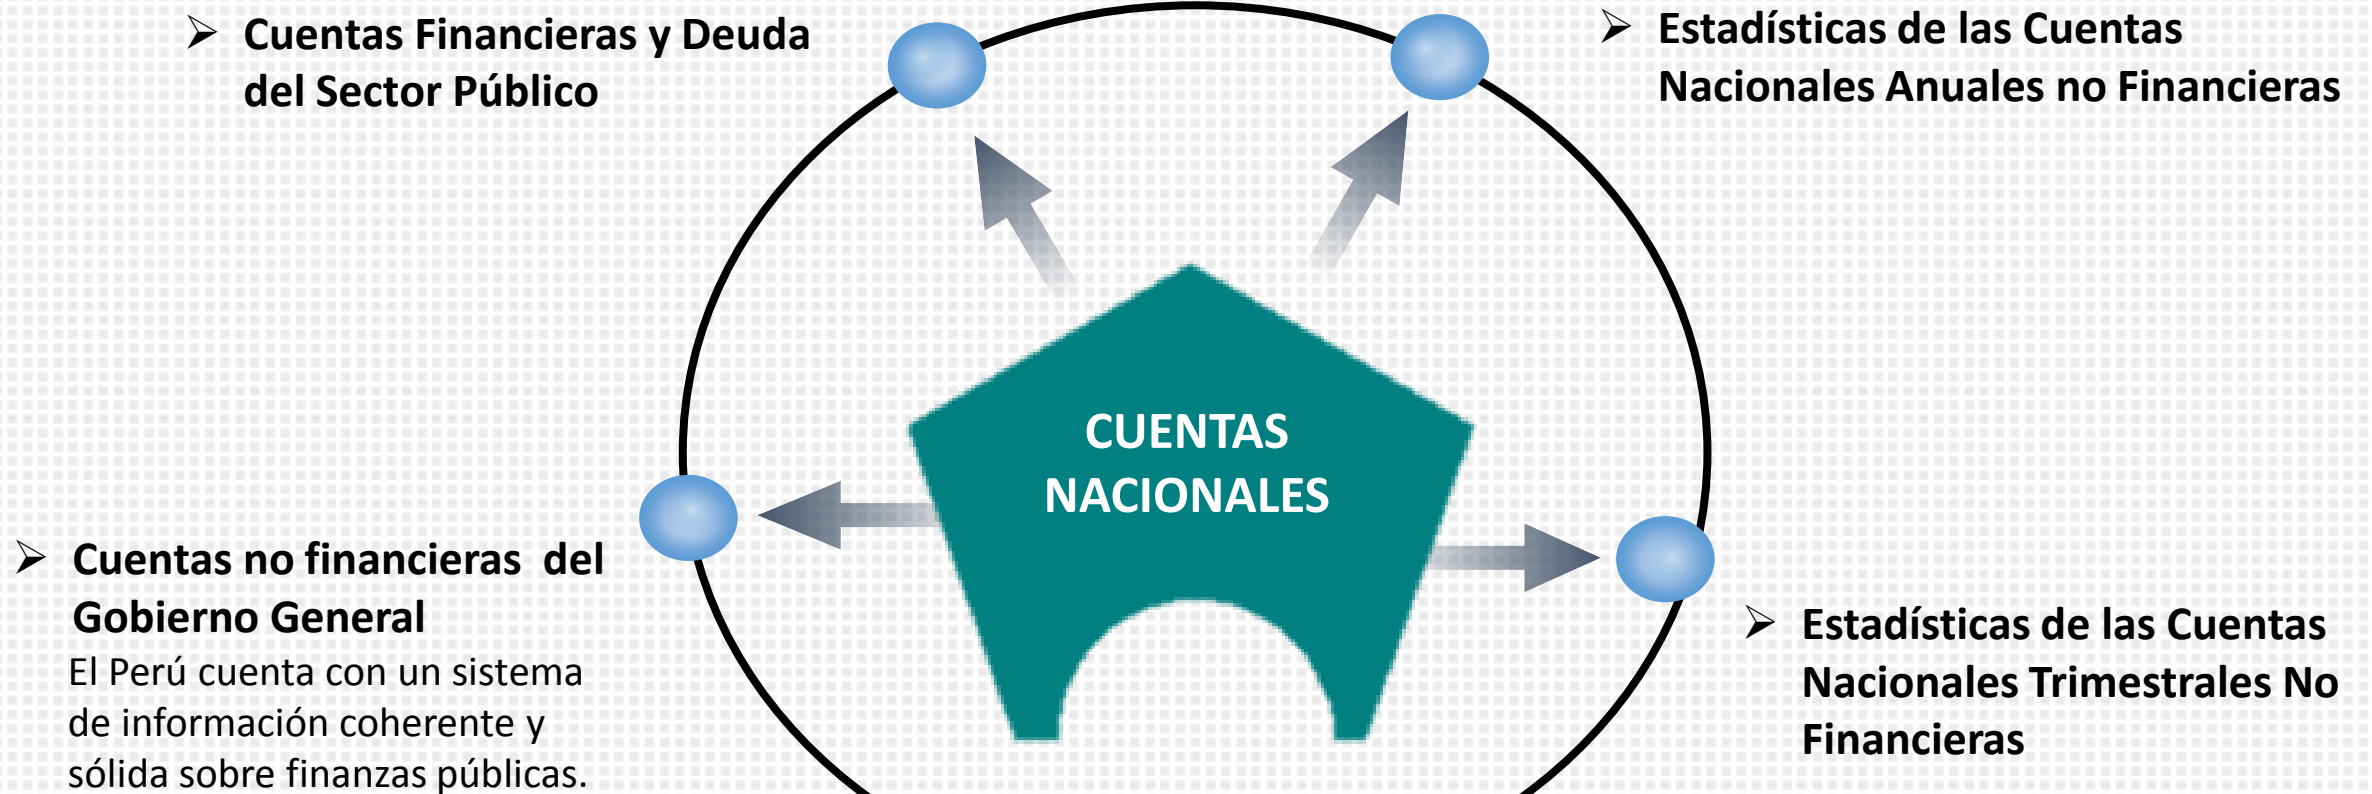 ➢ Cuentas Financieras y Deuda
del Sector Público
➢ Estadísticas de las Cuentas
Nacionales Anuales no Financieras
CUENTAS
NACIONALES
➢ Cuentas no financieras del
Gobierno General
El Perú cuenta con un sistema
de información coherente y
sólida sobre finanzas públicas.
➢ Estadísticas de las Cuentas
Nacionales Trimestrales No
Financieras